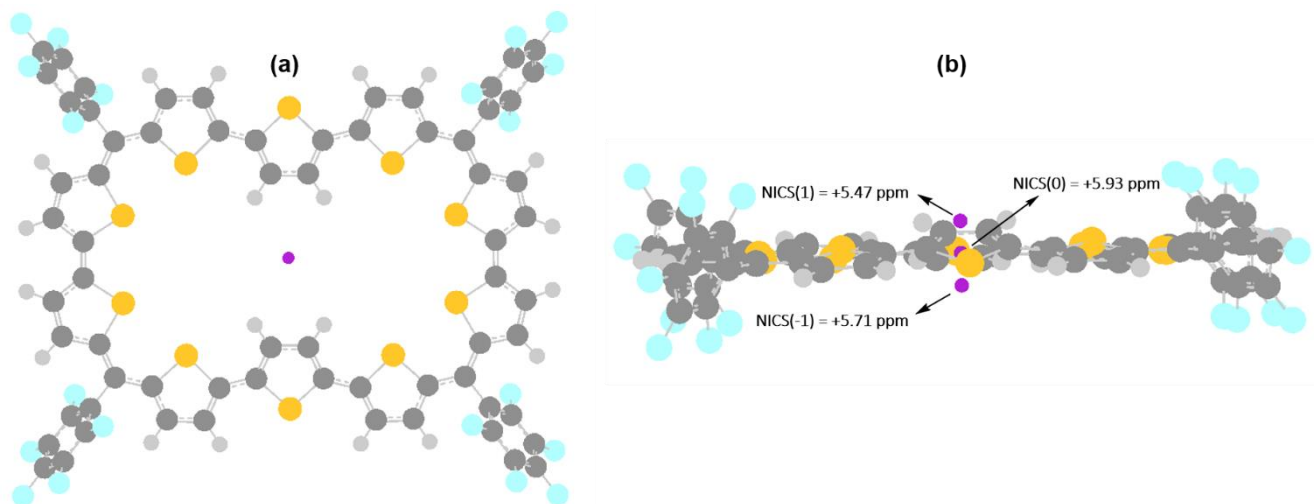 (a)
(b)
NICS(1) = +5.47 ppm
NICS(0) = +5.93 ppm
NICS(-1) = +5.71 ppm